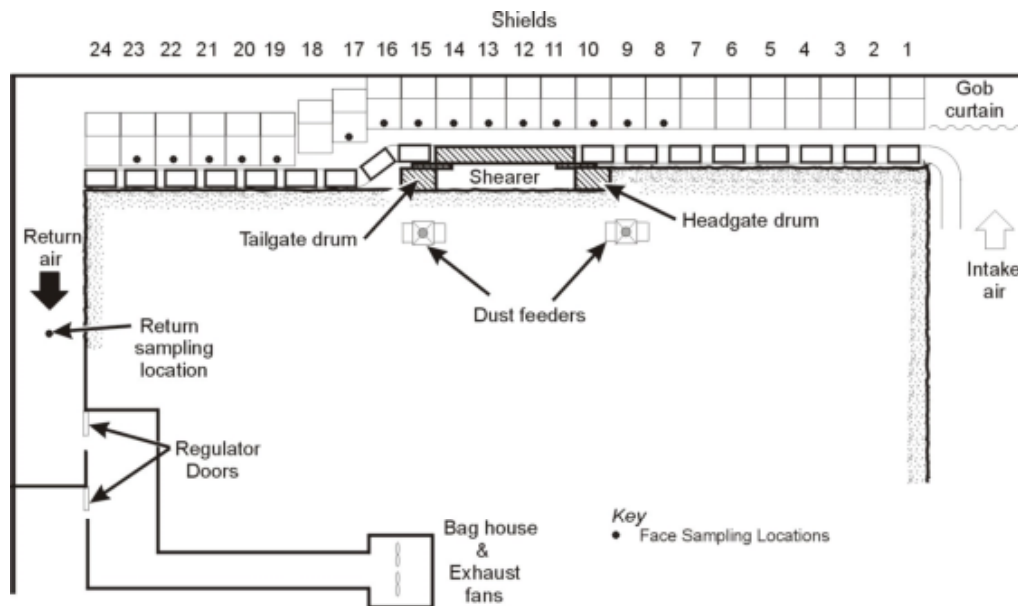 Shields
24 23 22 21 20 19 18 17 16 15 14 13 12 11 10 9 8 7 6 5 4 3 2 1
Gob
curtain
Shearer
Tailgate drum
Headgate drum
Return
air
Intake
air
Dust feeders
Return
sampling
location
Regulator
Doors
Bag house
&
Exhaust
fans
Key
Face Sampling Locations